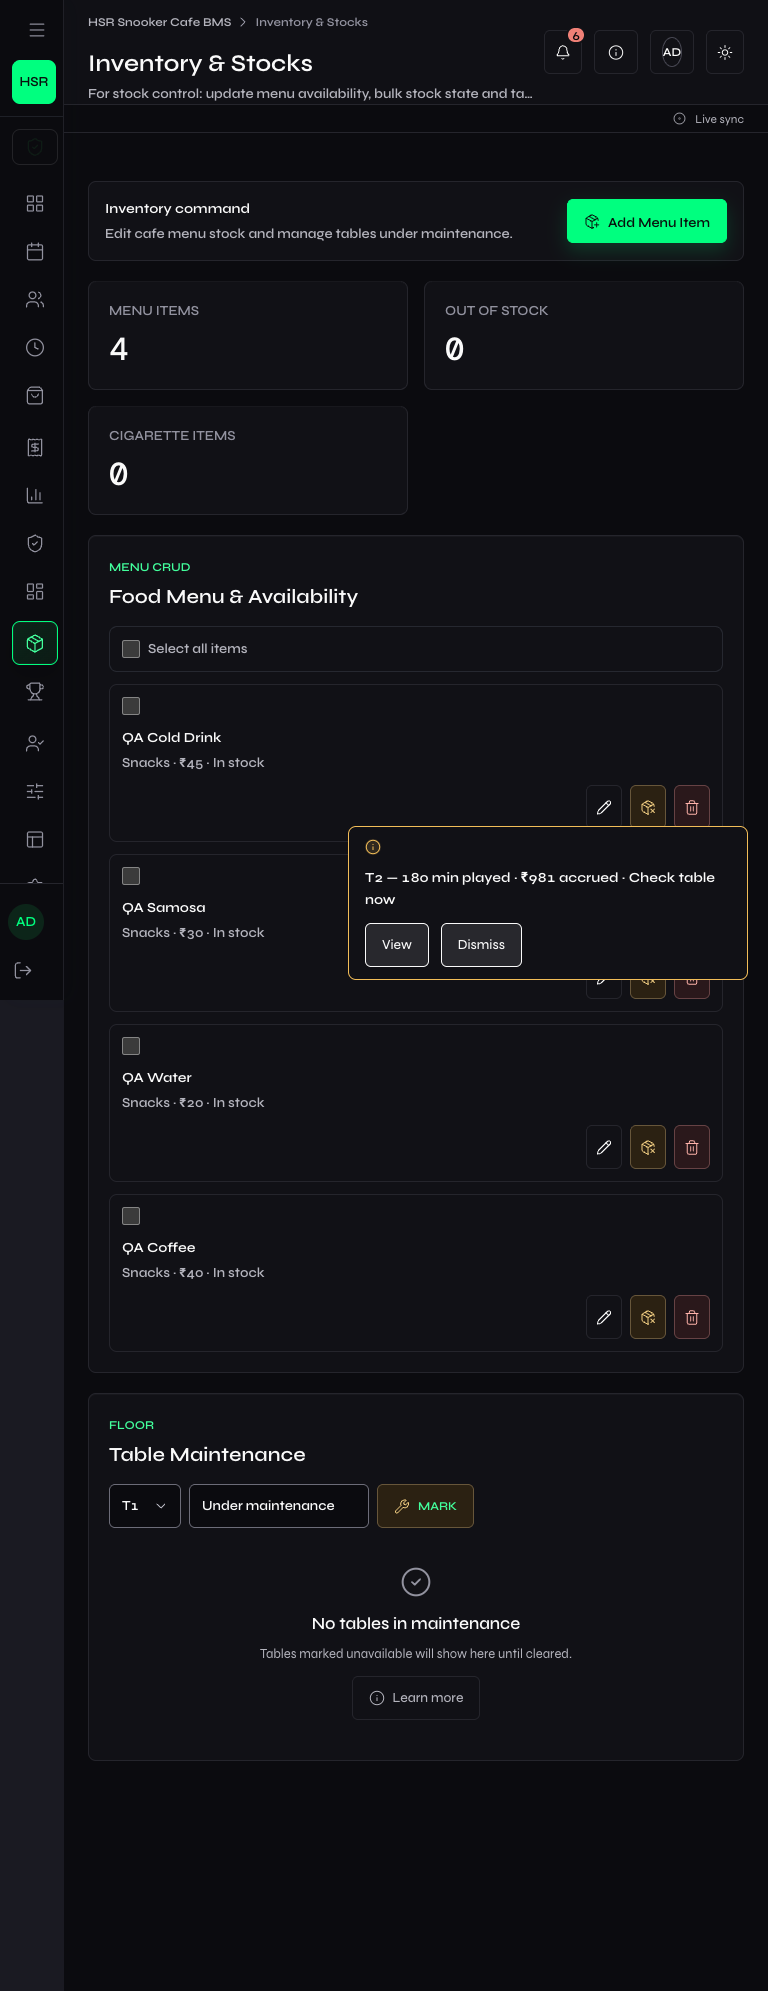 HSR Snooker Cafe BMS > Inventory & Stocks
6
HSR
Inventory & Stocks
AD
For stock control: update menu availability, bulk stock state and ta...
Live sync
Inventory command
Edit cafe menu stock and manage tables under maintenance.
Add Menu Item
MENU ITEMS
4
OUT OF STOCK
0
CIGARETTE ITEMS
0
MENU CRUD
Food Menu & Availability
Select all items
QA Cold Drink
Snacks · ₹45 · In stock
T2 — 180 min played · ₹981 accrued · Check table
now
View
Dismiss
QA Samosa
Snacks · ₹30 · In stock
AD
QA Water
Snacks · ₹20 · In stock
QA Coffee
Snacks · ₹40 · In stock
FLOOR
Table Maintenance
T1
Under maintenance
MARK
No tables in maintenance
Tables marked unavailable will show here until cleared.
Learn more